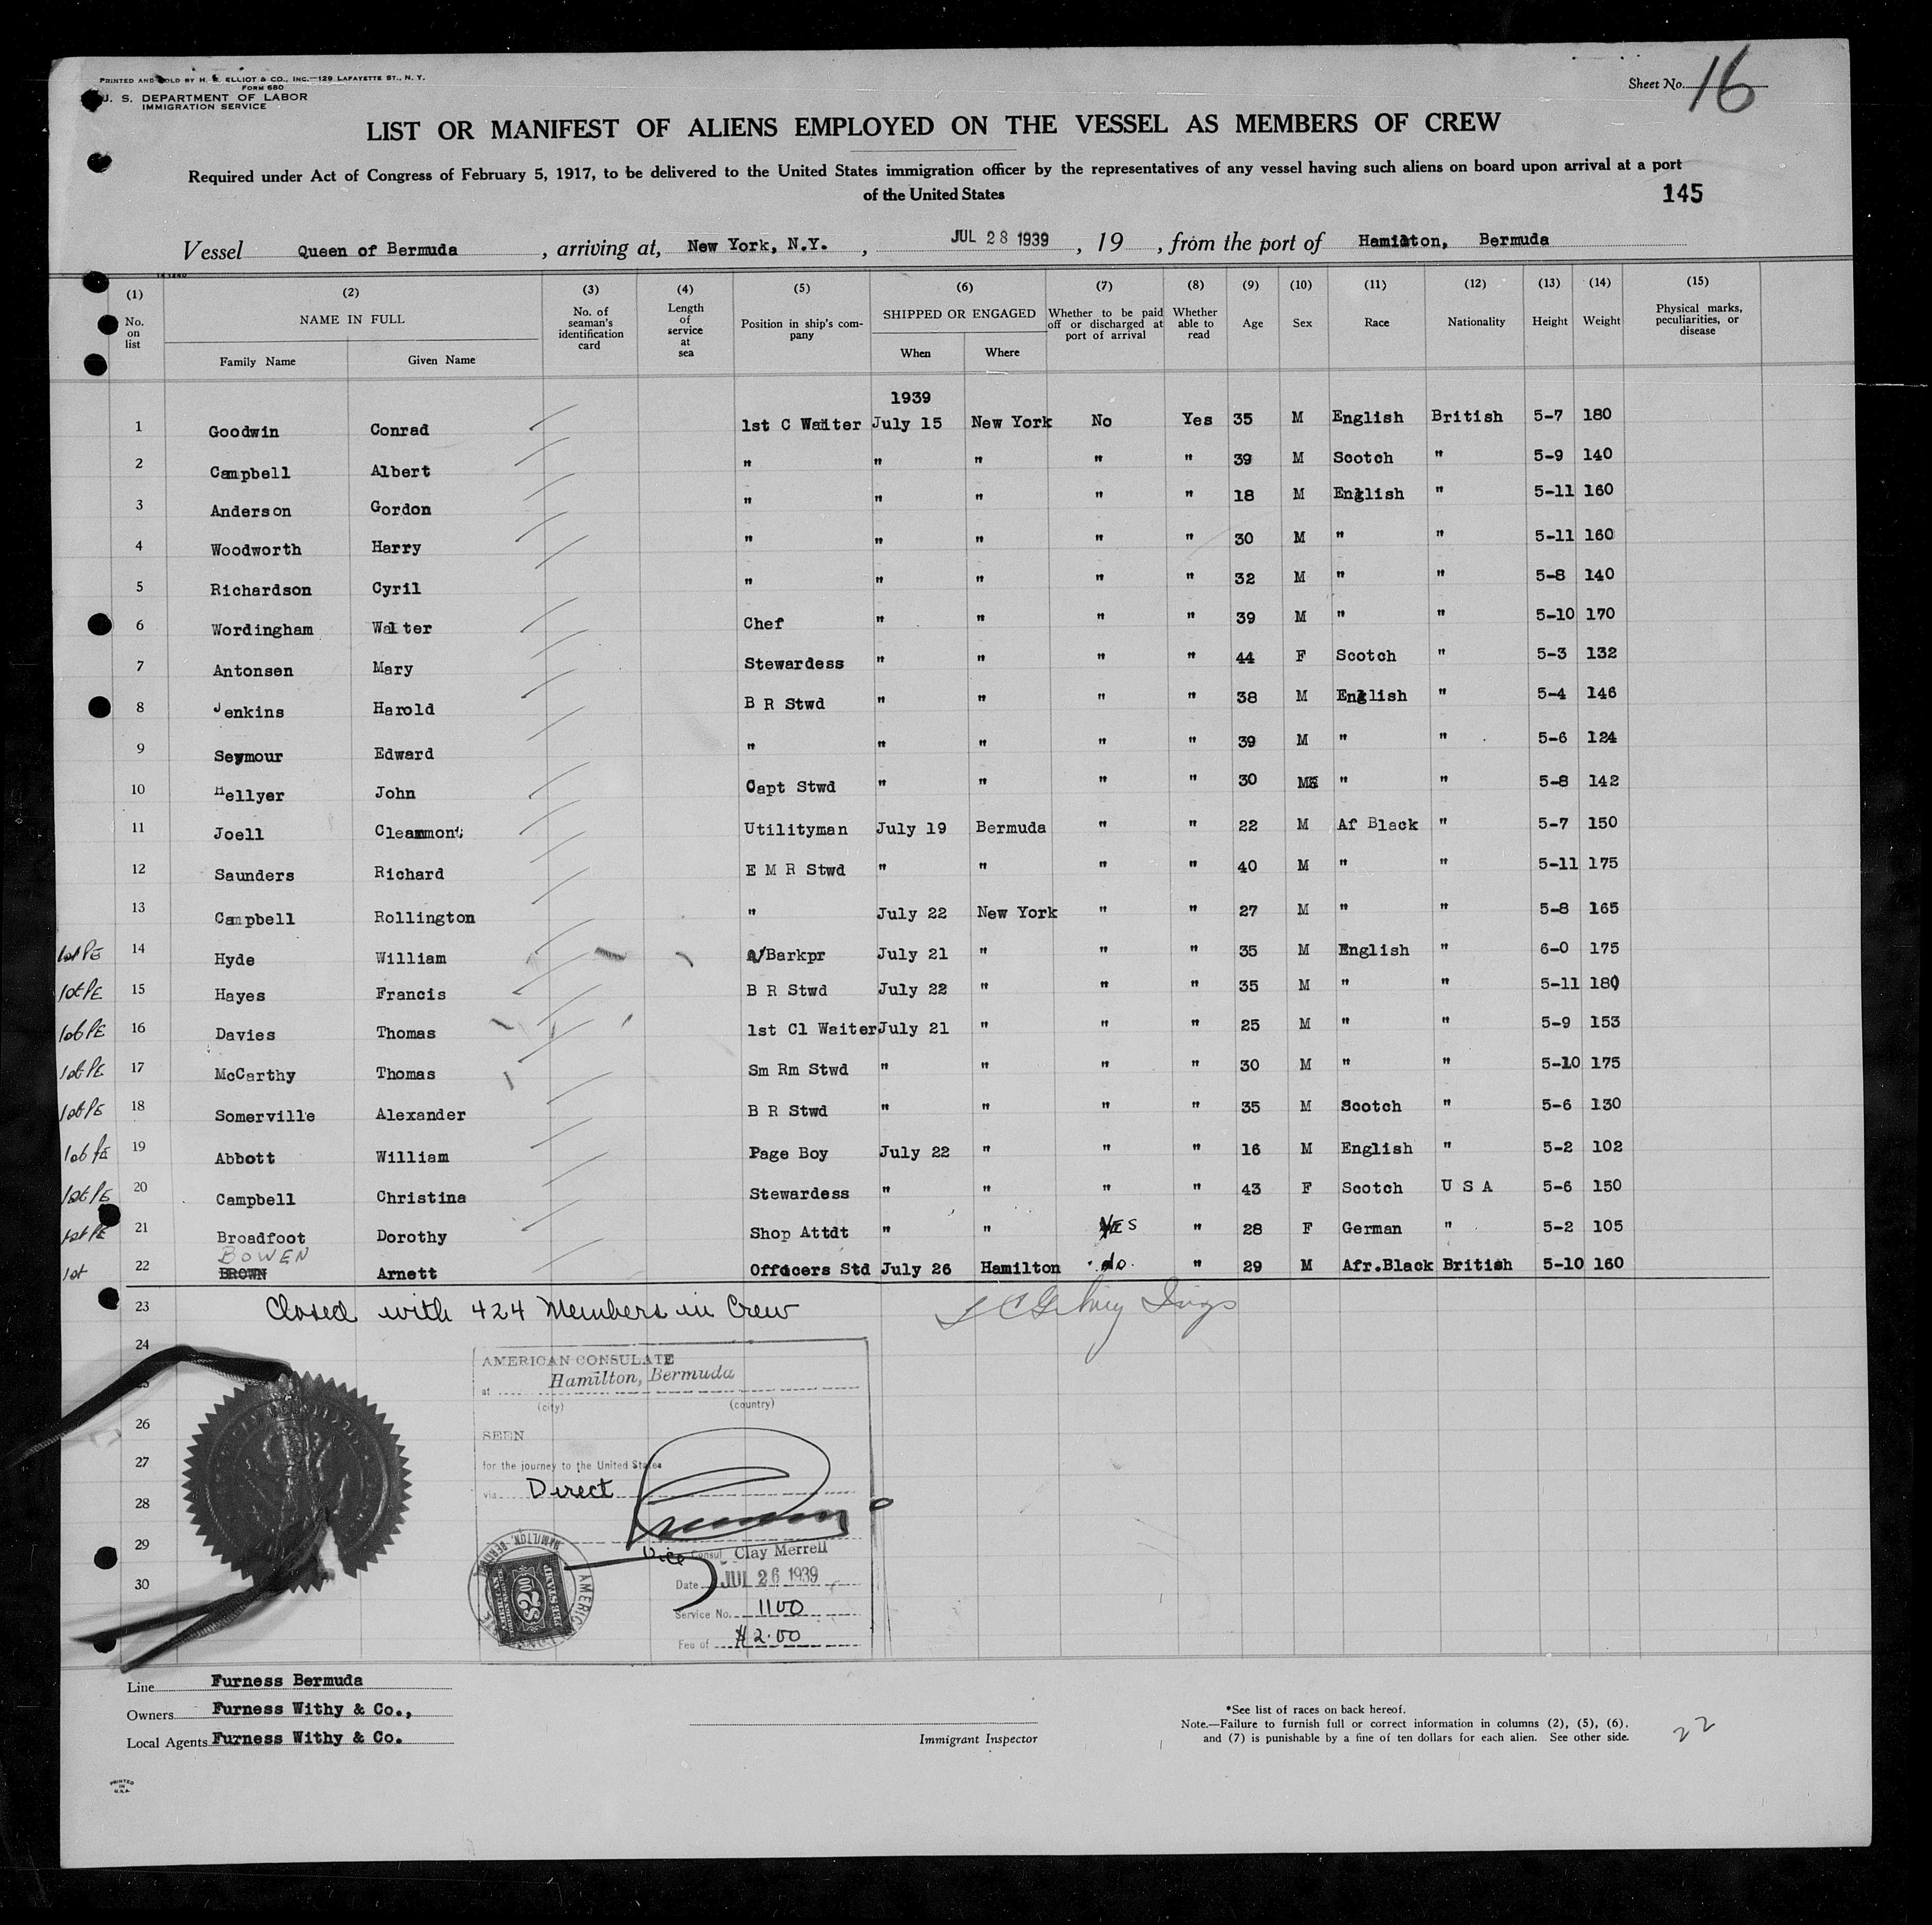 PRINTED AND SOLD BY H. E. ELLIOT & CO., INC.—129 LAFAYETTE ST., N. Y.
FORM 680
U. S. DEPARTMENT OF LABOR
IMMIGRATION SERVICE
Sheet No. 16
LIST OR MANIFEST OF ALIENS EMPLOYED ON THE VESSEL AS MEMBERS OF CREW
Required under Act of Congress of February 5, 1917, to be delivered to the United States immigration officer by the representatives of any vessel having such aliens on board upon arrival at a port
of the United States
145
Vessel Queen of Bermuda, arriving at, New York, N.Y., JUL 28 1939, 19 , from the port of Hamilton, Bermuda
(1) No. on list
(2) NAME IN FULL Family Name Given Name
(3) No. of seaman's identification card
(4) Length of service at sea
(5) Position in ship's company
(6) SHIPPED OR ENGAGED When Where
(7) Whether to be paid off or discharged at port of arrival
(8) Whether able to read
(9) Age
(10) Sex
(11) Race
(12) Nationality
(13) Height
(14) Weight
(15) Physical marks, peculiarities, or disease
1939
1 Goodwin Conrad 1st C Waiter July 15 New York No Yes 35 M English British 5-7 180
2 Campbell Albert " " " " " 39 M Scotch " 5-9 140
3 Anderson Gordon " " " " " 18 M English " 5-11 160
4 Woodworth Harry " " " " " 30 M " " 5-11 160
5 Richardson Cyril " " " " " 32 M " " 5-8 140
6 Wordingham Walter Chef " " " " 39 M " " 5-10 170
7 Antonsen Mary Stewardess " " " " 44 F Scotch " 5-3 132
8 Jenkins Harold B R Stwd " " " " 38 M English " 5-4 146
9 Seymour Edward " " " " " 39 M " " 5-6 124
10 Hellyer John Capt Stwd " " " " 30 M " " 5-8 142
11 Joell Cleammont Utilityman July 19 Bermuda " " 22 M Af Black " 5-7 150
12 Saunders Richard E M R Stwd " " " " 40 M " " 5-11 175
13 Campbell Rollington " July 22 New York " " 27 M " " 5-8 165
1st PE 14 Hyde William A/Barkpr July 21 " " " 35 M English " 6-0 175
1st PE 15 Hayes Francis B R Stwd July 22 " " " 35 M " " 5-11 180
1st PE 16 Davies Thomas 1st Cl Waiter July 21 " " " 25 M " " 5-9 153
1st PE 17 McCarthy Thomas Sm Rm Stwd " " " " 30 M " " 5-10 175
1st PE 18 Somerville Alexander B R Stwd " " " " 35 M Scotch " 5-6 130
1st PE 19 Abbott William Page Boy July 22 " " " 16 M English " 5-2 102
1st PE 20 Campbell Christina Stewardess " " " " 43 F Scotch U S A 5-6 150
1st PE 21 Broadfoot Dorothy Shop Attdt " " YES " 28 F German " 5-2 105
BOWEN
1st 22 BROWN Arnett Officers Std July 26 Hamilton do. " 29 M Afr.Black British 5-10 160
23 Closed with 424 Members in Crew
24
AMERICAN CONSULATE
at Hamilton, Bermuda
(city) (country)
26
SEEN
27
for the journey to the United States
via Direct
28
29
Vice Consul Clay Merrell
30
Date JUL 26 1939
Service No. 1100
Fee of $2.00
Line Furness Bermuda
Owners Furness Withy & Co.,
Local Agents Furness Withy & Co.
Immigrant Inspector
*See list of races on back hereof.
Note.—Failure to furnish full or correct information in columns (2), (5), (6),
and (7) is punishable by a fine of ten dollars for each alien. See other side.
22
PRINTED
IN
U.S.A.